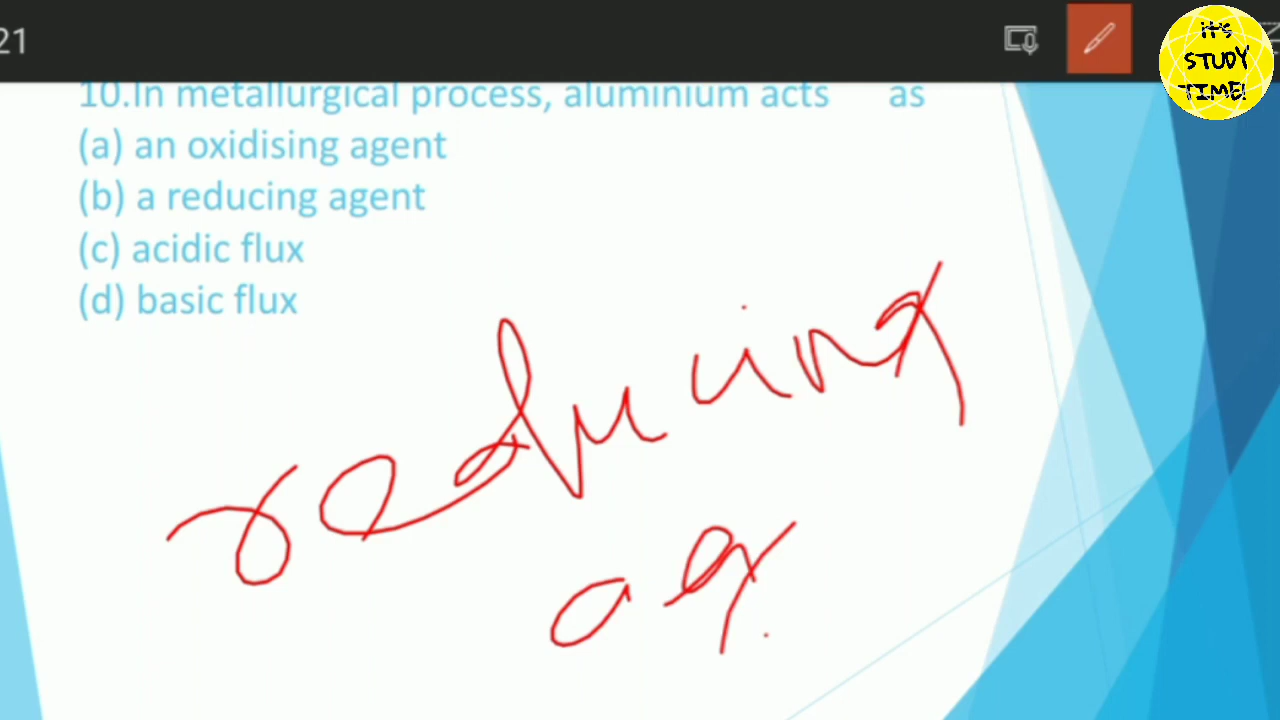 21
IT'S
STUDY
TIME!
10.In metallurgical process, aluminium acts as
(a) an oxidising agent
(b) a reducing agent
(c) acidic flux
(d) basic flux
reducing
ag.